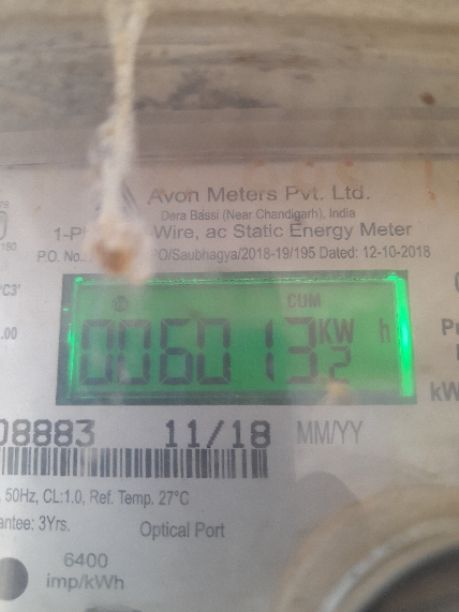 Avon Meters Pvt. Ltd.
Dera Bassi (Near Chandigarh), India
Wire, ac Static Energy Meter
P.O. No. PO/Saubhagya/2018-19/195 Dated: 12-10-2018
CUM
006013 KW h
2
08883 11/18 MM/YY
50Hz, CL:1.0, Ref. Temp. 27°C
3Yrs. Optical Port
6400
imp/kWh